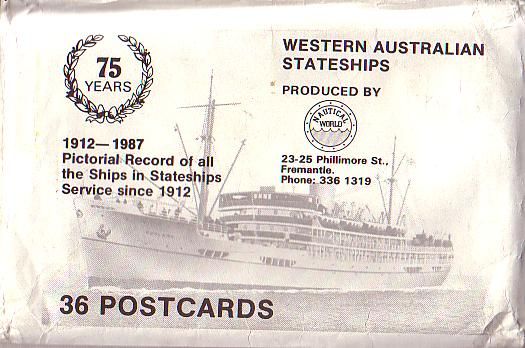 75
YEARS
1912—1987
Pictorial Record of all
the Ships in Stateships
Service since 1912
WESTERN AUSTRALIAN
STATESHIPS
PRODUCED BY
NAUTICAL
WORLD
23-25 Phillimore St.,
Fremantle.
Phone: 336 1319
36 POSTCARDS